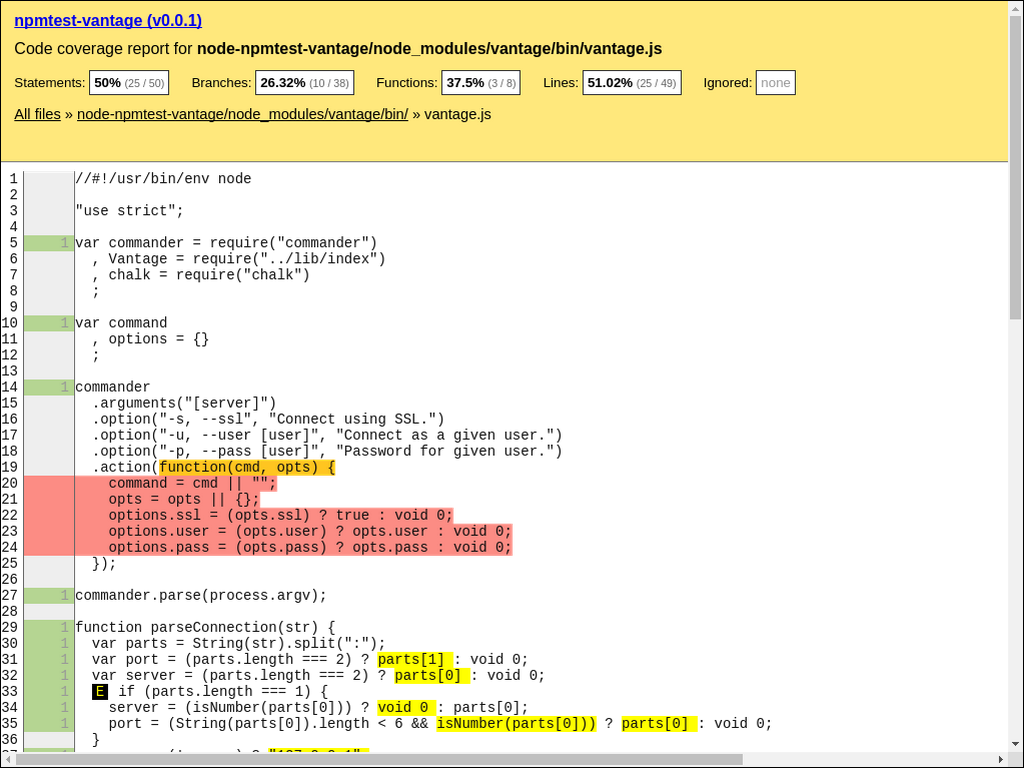 npmtest-vantage (v0.0.1)
Code coverage report for node-npmtest-vantage/node_modules/vantage/bin/vantage.js
Statements: 50% (25 / 50) Branches: 26.32% (10 / 38) Functions: 37.5% (3 / 8) Lines: 51.02% (25 / 49) Ignored: none
All files » node-npmtest-vantage/node_modules/vantage/bin/ » vantage.js
1 //#!/usr/bin/env node
2
3 "use strict";
4
5 1 var commander = require("commander")
6   , Vantage = require("../lib/index")
7   , chalk = require("chalk")
8   ;
9
10 1 var command
11   , options = {}
12   ;
13
14 1 commander
15   .arguments("[server]")
16   .option("-s, --ssl", "Connect using SSL.")
17   .option("-u, --user [user]", "Connect as a given user.")
18   .option("-p, --pass [user]", "Password for given user.")
19   .action(function(cmd, opts) {
20     command = cmd || "";
21     opts = opts || {};
22     options.ssl = (opts.ssl) ? true : void 0;
23     options.user = (opts.user) ? opts.user : void 0;
24     options.pass = (opts.pass) ? opts.pass : void 0;
25   });
26
27 1 commander.parse(process.argv);
28
29 1 function parseConnection(str) {
30 1   var parts = String(str).split(":");
31 1   var port = (parts.length === 2) ? parts[1] : void 0;
32 1   var server = (parts.length === 2) ? parts[0] : void 0;
33 1   E if (parts.length === 1) {
34 1     server = (isNumber(parts[0])) ? void 0 : parts[0];
35 1     port = (String(parts[0]).length < 6 && isNumber(parts[0])) ? parts[0] : void 0;
36   }